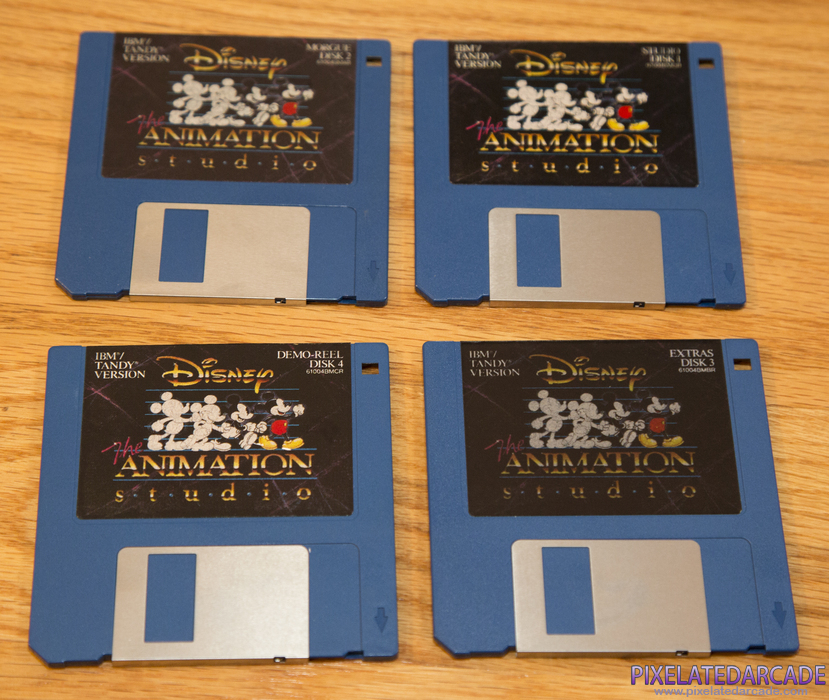 IBM®/
TANDY®
VERSION
Disney
MORGUE
DISK 2
The
ANIMATION
s·t·u·d·i·o
IBM®/
TANDY®
VERSION
Disney
STUDIO
DISK 1
The
ANIMATION
s·t·u·d·i·o
IBM®/
TANDY®
VERSION
Disney
DEMO-REEL
DISK 4
61004BMCR
The
ANIMATION
s·t·u·d·i·o
IBM®/
TANDY®
VERSION
Disney
EXTRAS
DISK 3
61004BMBR
The
ANIMATION
s·t·u·d·i·o
PIXELATEDARCADE
www.pixelatedarcade.com